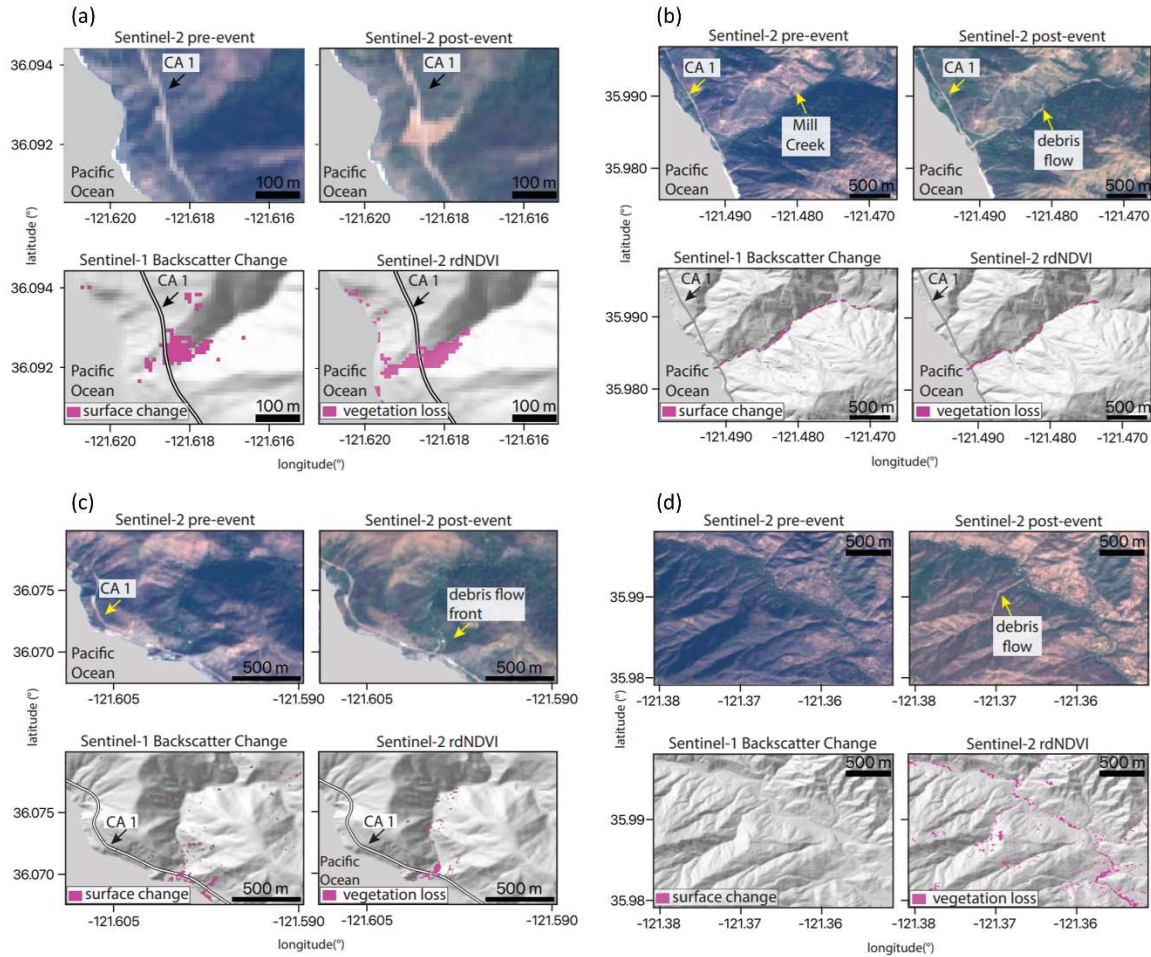 (a)
Sentinel-2 pre-event
Sentinel-2 post-event
36.094
36.092
CA 1
CA 1
Pacific
Ocean
100 m
Pacific
Ocean
100 m
-121.620
-121.618
-121.616
-121.620
-121.618
-121.616
latitude (°)
Sentinel-1 Backscatter Change
Sentinel-2 rdNDVI
36.094
36.092
CA 1
CA 1
Pacific
Ocean
surface change
100 m
Pacific
Ocean
vegetation loss
100 m
-121.620
-121.618
-121.616
-121.620
-121.618
-121.616
longitude(°)
(b)
Sentinel-2 pre-event
Sentinel-2 post-event
35.990
35.980
CA 1
Mill
Creek
Pacific
Ocean
500 m
CA 1
debris
flow
Pacific
Ocean
500 m
-121.490
-121.480
-121.470
-121.490
-121.480
-121.470
latitude (°)
Sentinel-1 Backscatter Change
Sentinel-2 rdNDVI
35.990
35.980
CA 1
CA 1
Pacific
Ocean
surface change
500 m
Pacific
Ocean
vegetation loss
500 m
-121.490
-121.480
-121.470
-121.490
-121.480
-121.470
longitude(°)
(c)
Sentinel-2 pre-event
Sentinel-2 post-event
36.075
36.070
CA 1
Pacific
Ocean
500 m
debris flow
front
500 m
-121.605
-121.590
-121.605
-121.590
latitude (°)
Sentinel-1 Backscatter Change
Sentinel-2 rdNDVI
36.075
36.070
CA 1
surface change
500 m
CA 1
Pacific
Ocean
vegetation loss
500 m
-121.605
-121.590
-121.605
-121.590
longitude(°)
(d)
Sentinel-2 pre-event
Sentinel-2 post-event
500 m
500 m
35.99
35.98
debris
flow
-121.38
-121.37
-121.36
-121.38
-121.37
-121.36
latitude (°)
Sentinel-1 Backscatter Change
Sentinel-2 rdNDVI
500 m
500 m
35.99
35.98
surface change
vegetation loss
-121.38
-121.37
-121.36
-121.38
-121.37
-121.36
longitude (°)